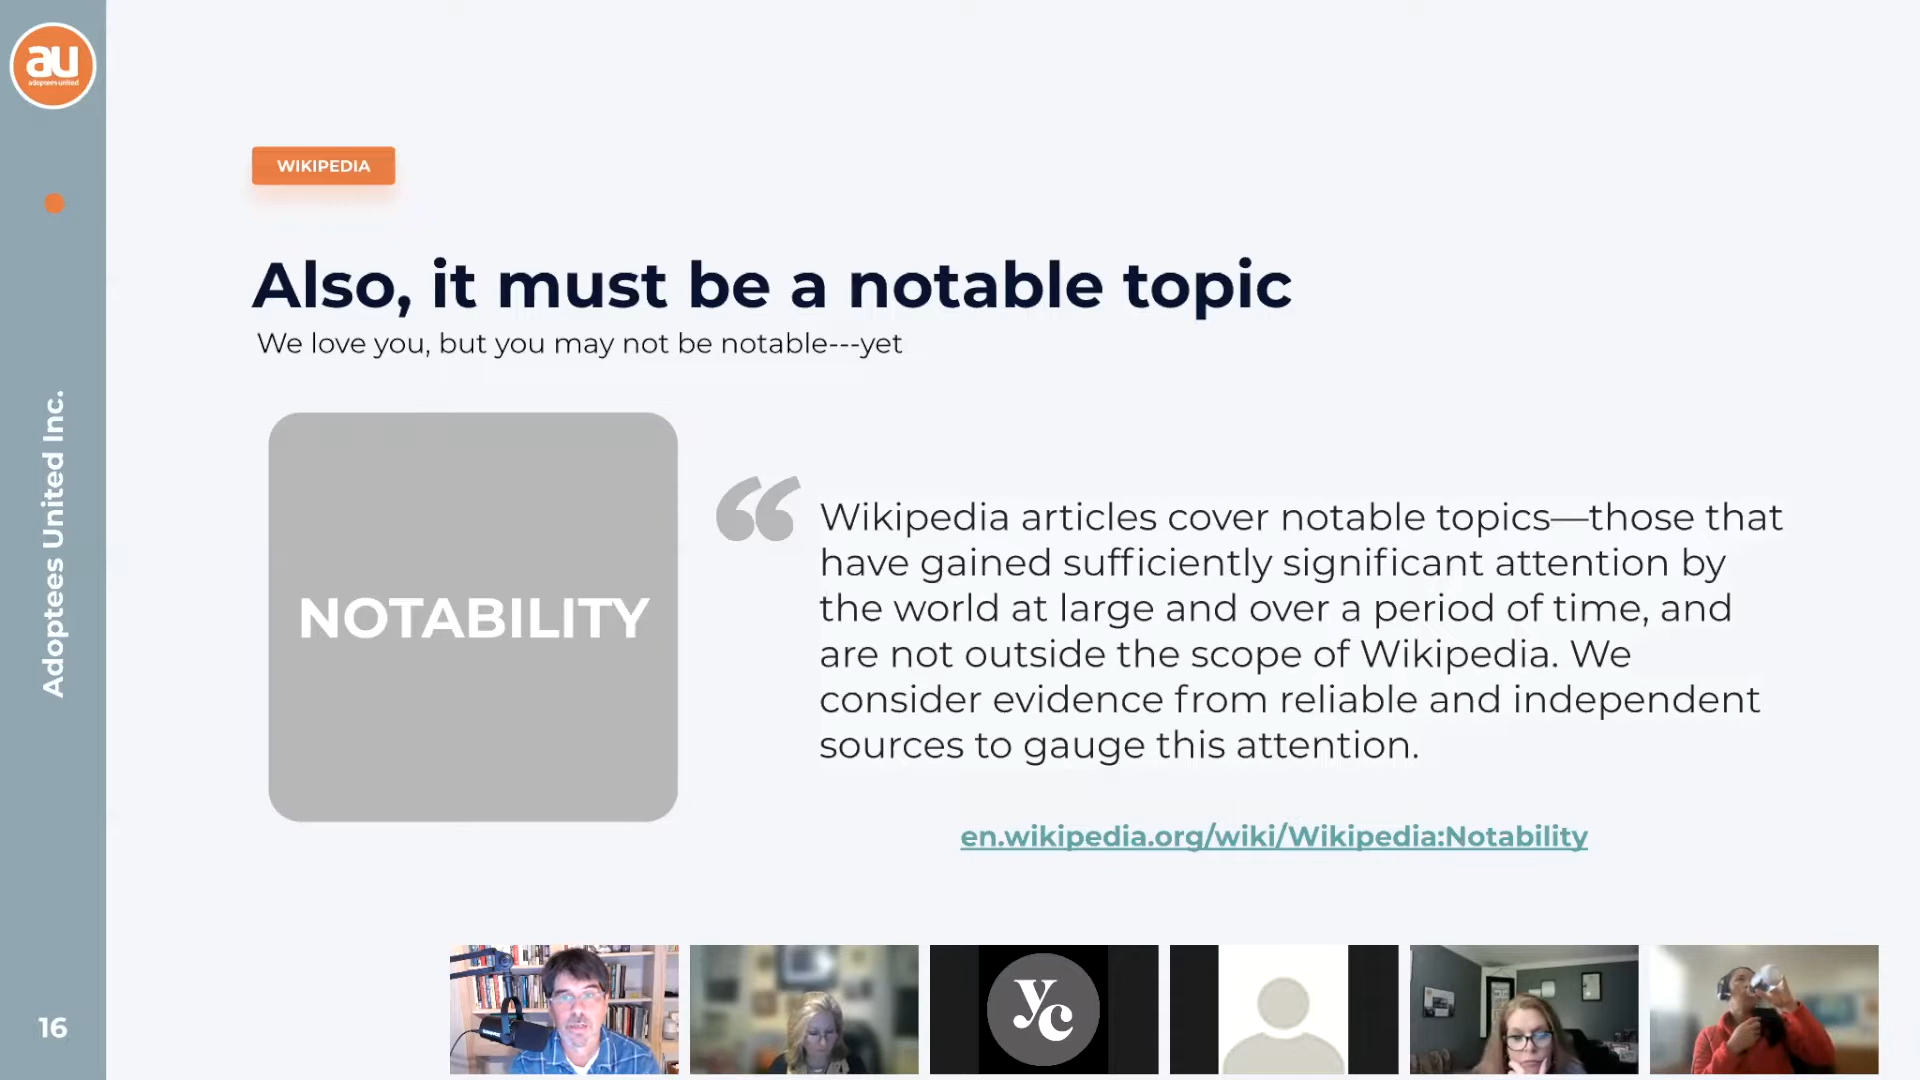 au
adoptees united
WIKIPEDIA
Also, it must be a notable topic
We love you, but you may not be notable---yet
NOTABILITY
“
Wikipedia articles cover notable topics—those that
have gained sufficiently significant attention by
the world at large and over a period of time, and
are not outside the scope of Wikipedia. We
consider evidence from reliable and independent
sources to gauge this attention.
en.wikipedia.org/wiki/Wikipedia:Notability
Adoptees United Inc.
16
yc